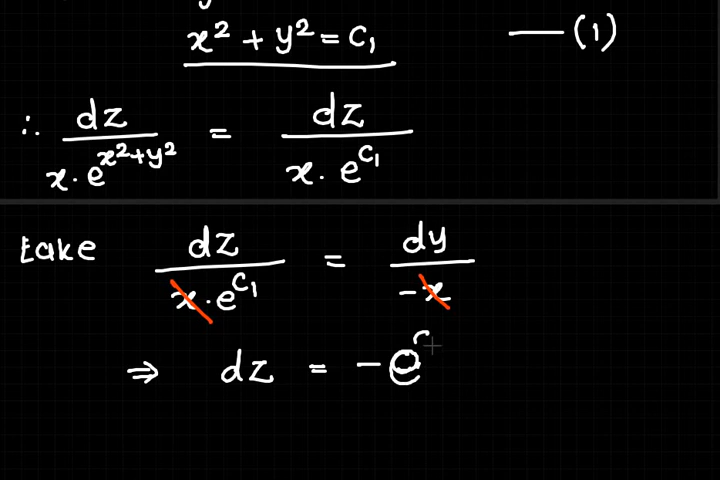 x² + y² = C₁ —— (1)
∴ dz / x · e^(x²+y²) = dz / x · e^(C₁)
take dz / x · e^(C₁) = dy / -x
⇒ dz = - e^